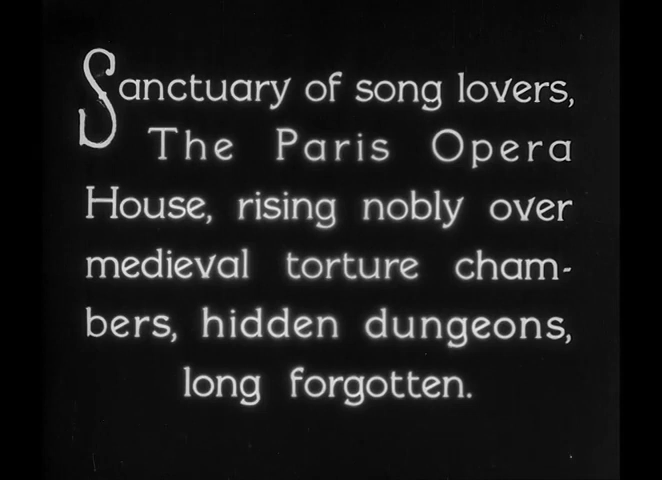 Sanctuary of song lovers,
The Paris Opera
House, rising nobly over
medieval torture cham-
bers, hidden dungeons,
long forgotten.